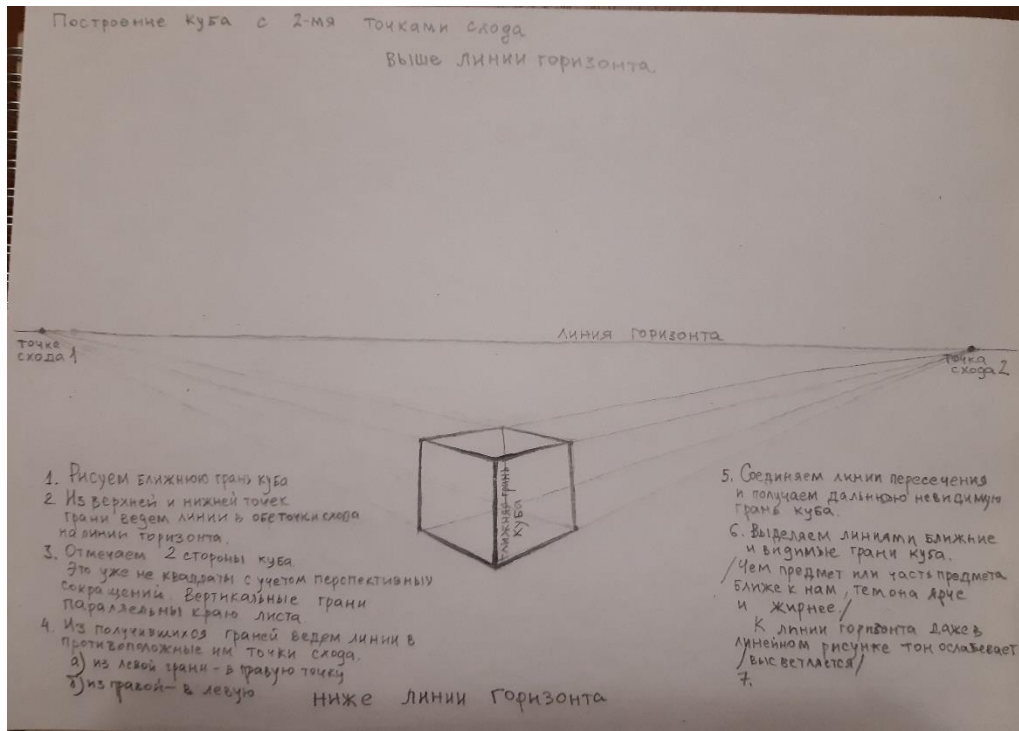 Построение куба с 2-мя точками схода
выше линии горизонта
линия горизонта
точка
схода 1
точка
схода 2
ближняя грань
куба
1. Рисуем ближнюю грань куба
2. Из верхней и нижней точек
грани ведем линии в обе точки схода
на линии горизонта.
3. Отмечаем 2 стороны куба.
Это уже не квадраты с учетом перспективных
сокращений. Вертикальные грани
параллельны краю листа.
4. Из получившихся граней ведем линии в
противоположные им точки схода.
а) из левой грани - в правую точку
б) из правой - в левую
5. Соединяем линии пересечения
и получаем дальнюю невидимую
грань куба.
6. Выделяем линиями ближние
и видимые грани куба.
/Чем предмет или часть предмета
ближе к нам, тем она ярче
и жирнее./
К линии горизонта даже в
линейном рисунке тон ослабевает
/высветляется/
7.
ниже линии горизонта